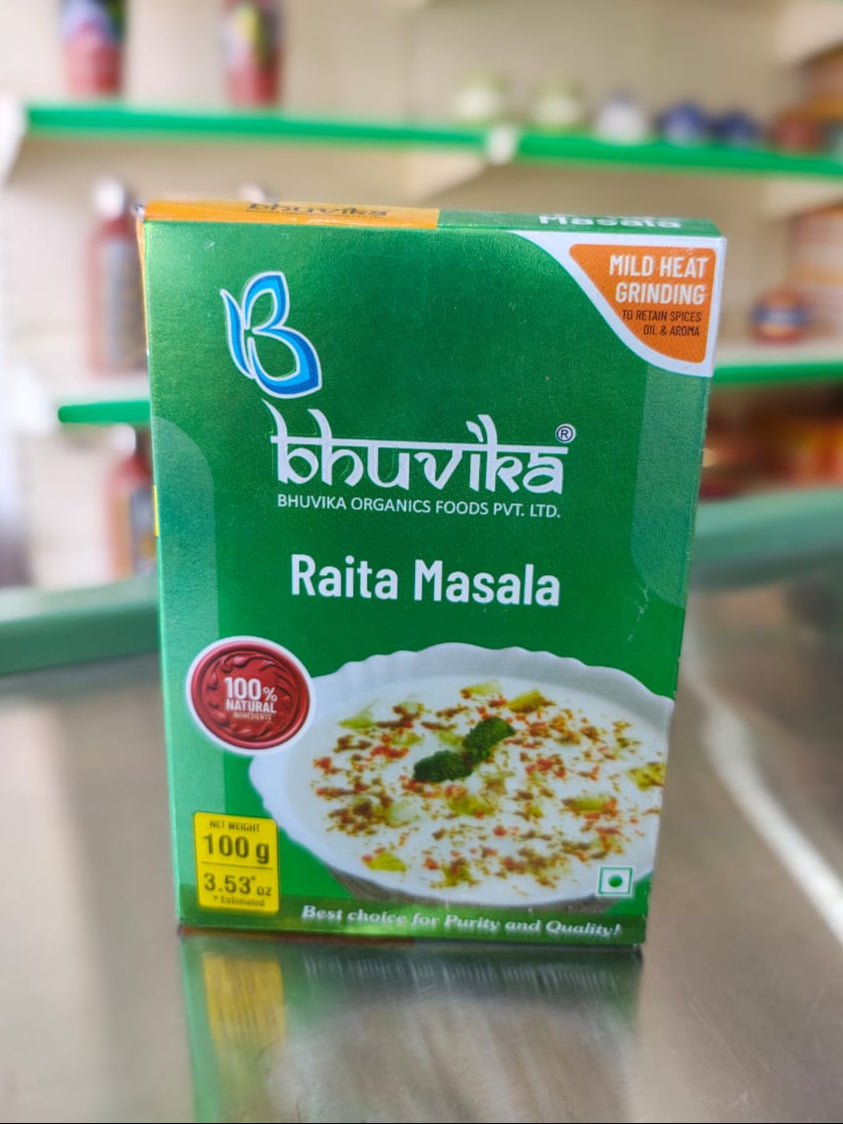 bhuvika
Masala
MILD HEAT
GRINDING
TO RETAIN SPICES
OIL & AROMA
bhuvika®
BHUVIKA ORGANICS FOODS PVT. LTD.
Raita Masala
100%
NATURAL
INGREDIENTS
NET WEIGHT
100 g
3.53* oz
* Estimated
Best choice for Purity and Quality!